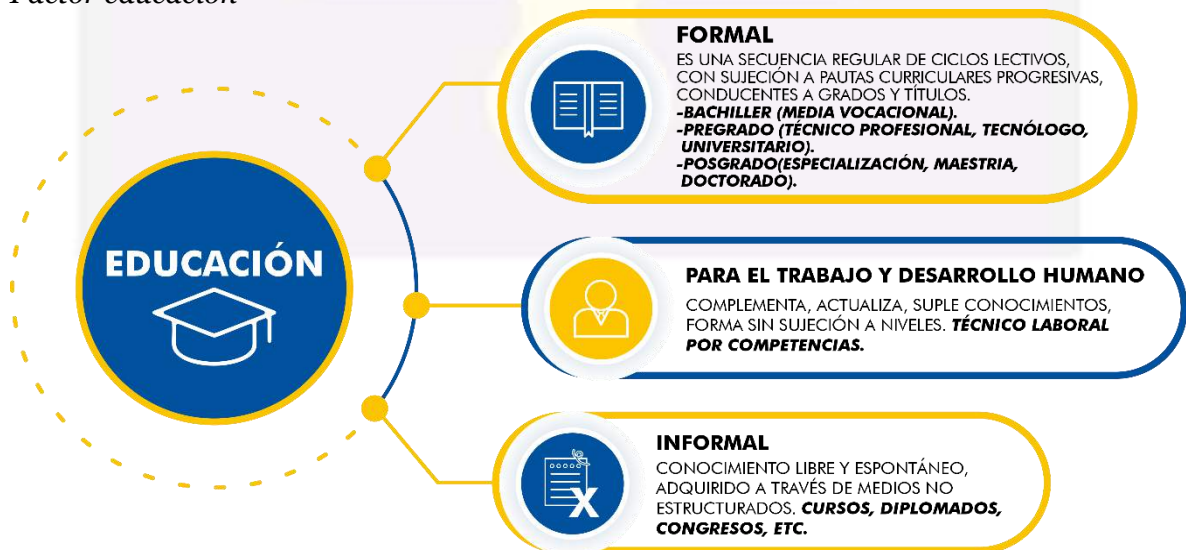 Factor educación
EDUCACIÓN
FORMAL
ES UNA SECUENCIA REGULAR DE CICLOS LECTIVOS,
CON SUJECIÓN A PAUTAS CURRICULARES PROGRESIVAS,
CONDUCENTES A GRADOS Y TÍTULOS.
-BACHILLER (MEDIA VOCACIONAL).
-PREGRADO (TÉCNICO PROFESIONAL, TECNÓLOGO,
UNIVERSITARIO).
-POSGRADO(ESPECIALIZACIÓN, MAESTRIA,
DOCTORADO).
PARA EL TRABAJO Y DESARROLLO HUMANO
COMPLEMENTA, ACTUALIZA, SUPLE CONOCIMIENTOS,
FORMA SIN SUJECIÓN A NIVELES. TÉCNICO LABORAL
POR COMPETENCIAS.
INFORMAL
CONOCIMIENTO LIBRE Y ESPONTÁNEO,
ADQUIRIDO A TRAVÉS DE MEDIOS NO
ESTRUCTURADOS. CURSOS, DIPLOMADOS,
CONGRESOS, ETC.